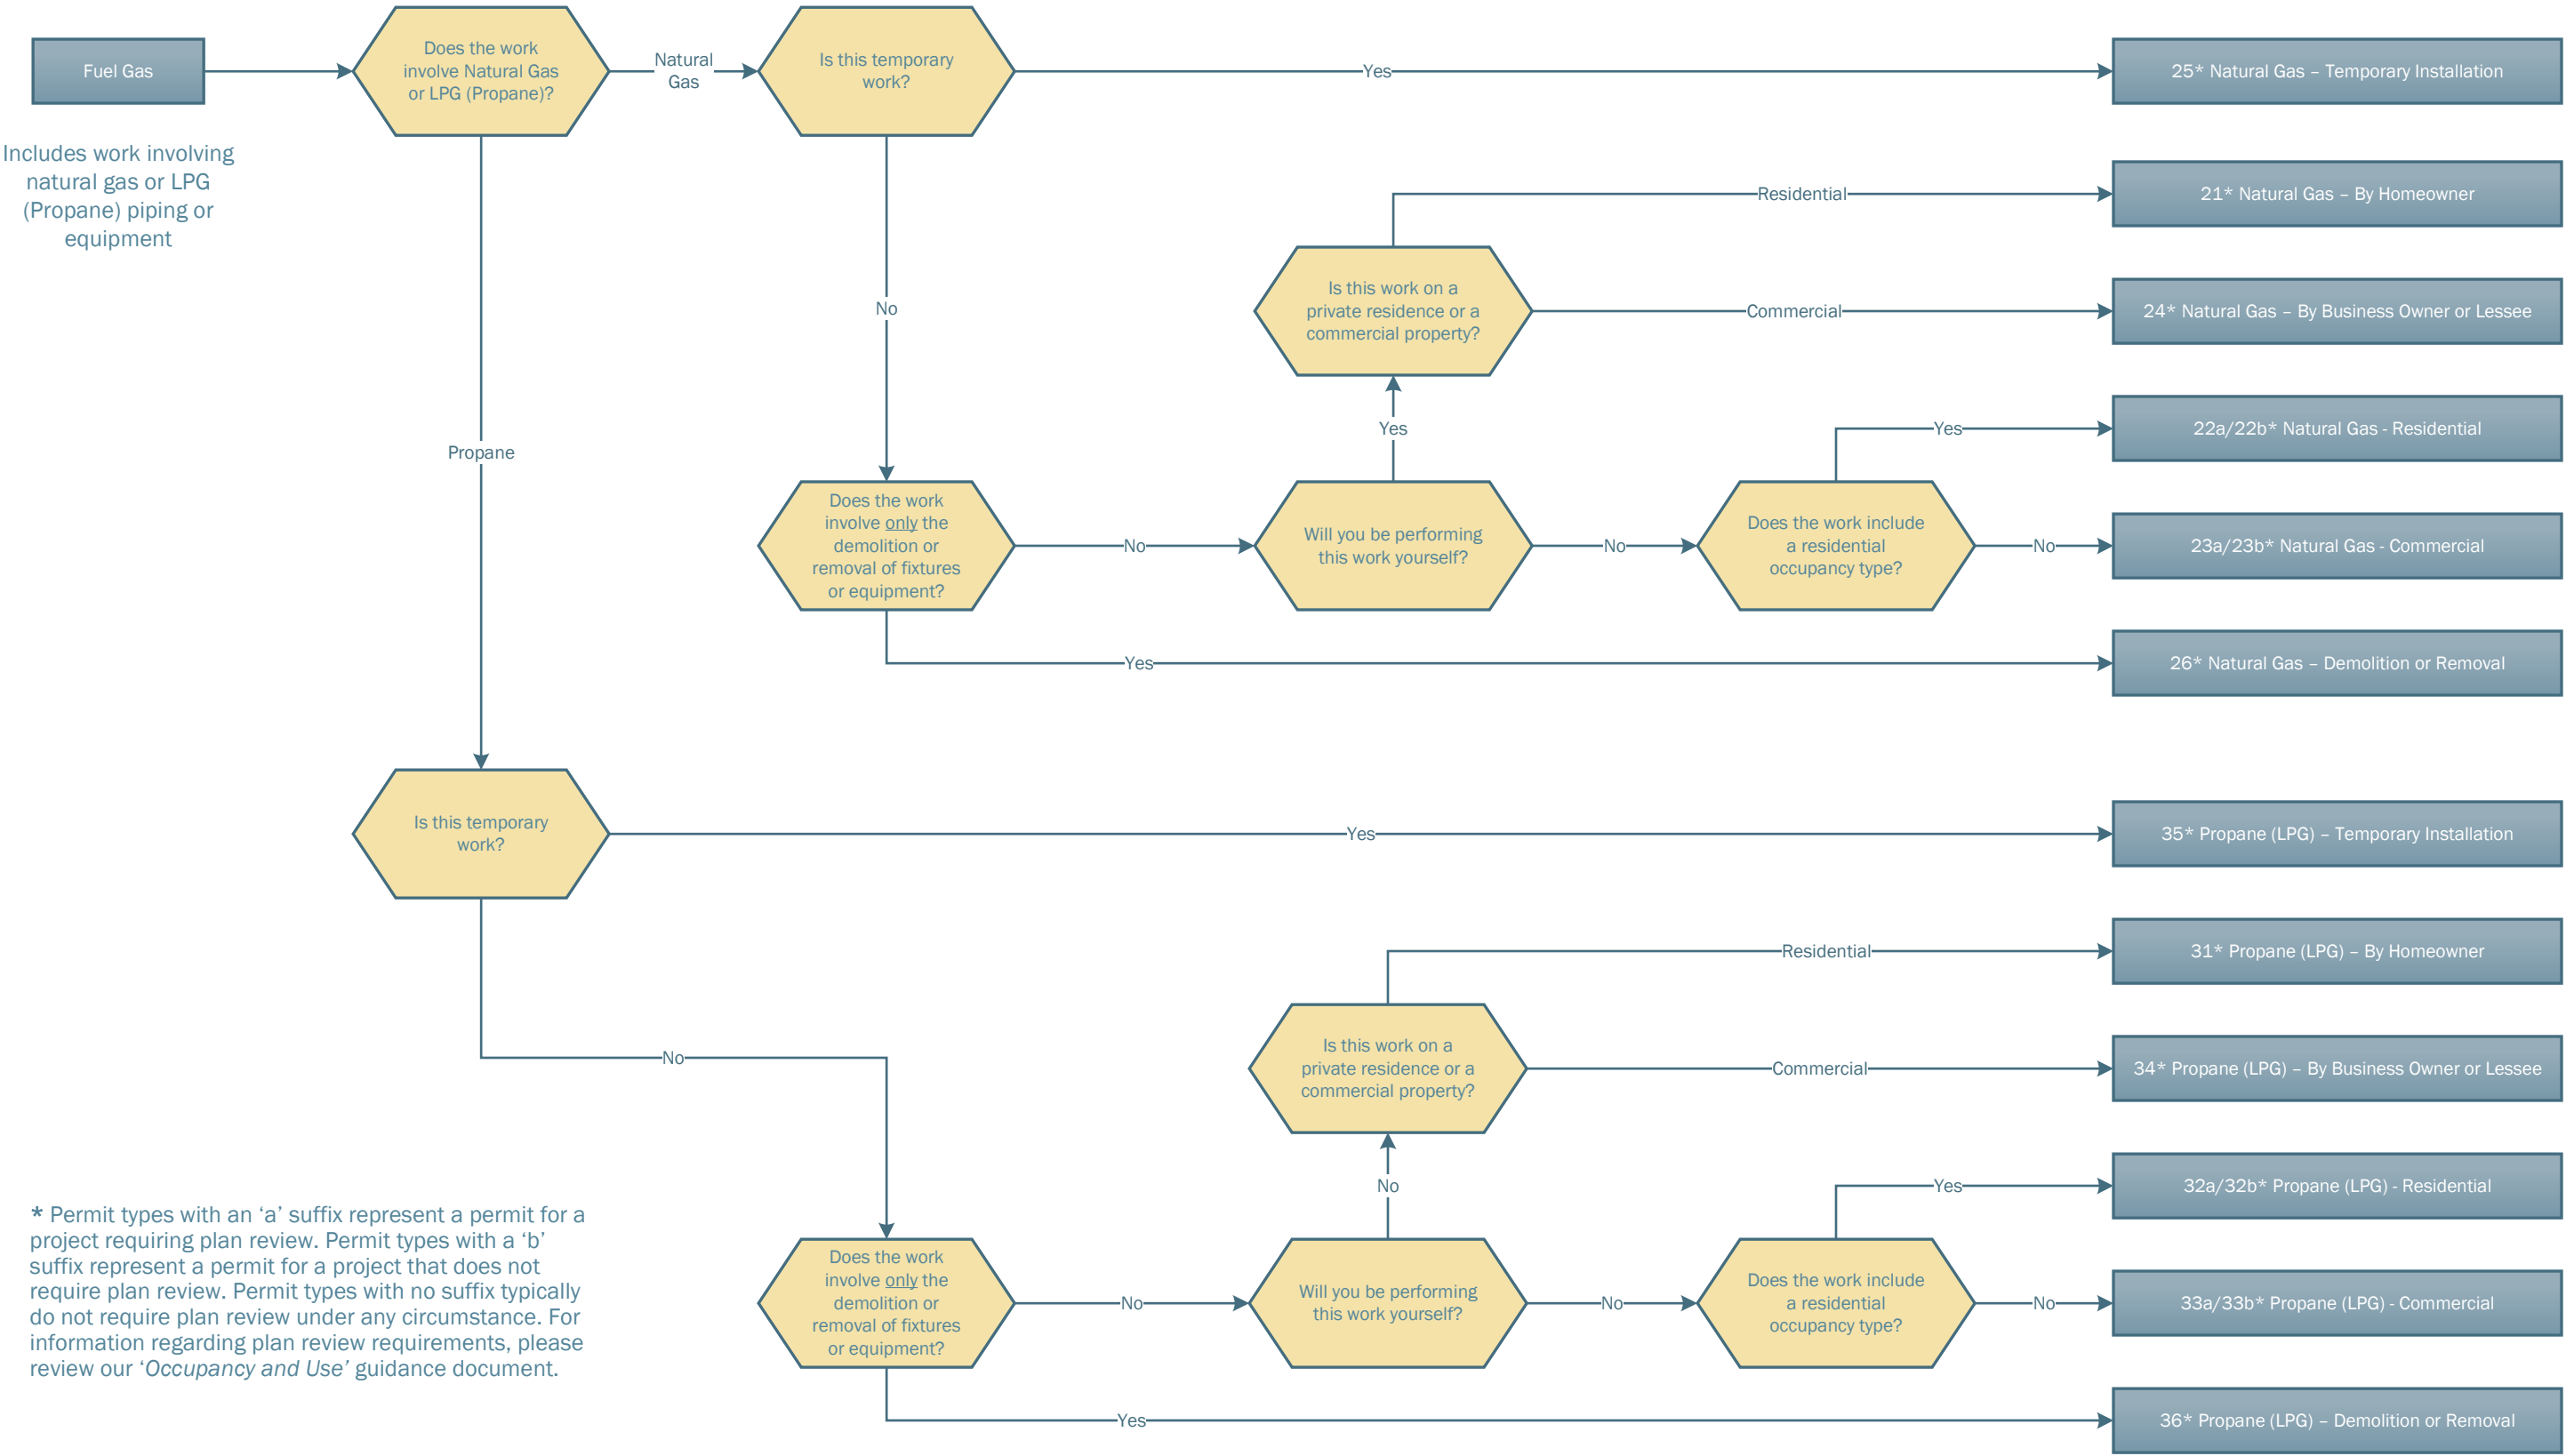 Fuel Gas
Includes work involving
natural gas or LPG
(Propane) piping or
equipment
Does the work
involve Natural Gas
or LPG (Propane)?
Natural
Gas
Is this temporary
work?
Yes
25* Natural Gas – Temporary Installation
Residential
21* Natural Gas – By Homeowner
Is this work on a
private residence or a
commercial property?
Commercial
24* Natural Gas – By Business Owner or Lessee
No
Propane
Yes
Yes
22a/22b* Natural Gas - Residential
Does the work
involve only the
demolition or
removal of fixtures
or equipment?
No
Will you be performing
this work yourself?
No
Does the work include
a residential
occupancy type?
No
23a/23b* Natural Gas - Commercial
Yes
26* Natural Gas – Demolition or Removal
Is this temporary
work?
Yes
35* Propane (LPG) – Temporary Installation
Residential
31* Propane (LPG) – By Homeowner
No
Is this work on a
private residence or a
commercial property?
Commercial
34* Propane (LPG) – By Business Owner or Lessee
No
Yes
32a/32b* Propane (LPG) - Residential
Does the work
involve only the
demolition or
removal of fixtures
or equipment?
No
Will you be performing
this work yourself?
No
Does the work include
a residential
occupancy type?
No
33a/33b* Propane (LPG) - Commercial
Yes
36* Propane (LPG) – Demolition or Removal
* Permit types with an ‘a’ suffix represent a permit for a
project requiring plan review. Permit types with a ‘b’
suffix represent a permit for a project that does not
require plan review. Permit types with no suffix typically
do not require plan review under any circumstance. For
information regarding plan review requirements, please
review our ‘Occupancy and Use’ guidance document.